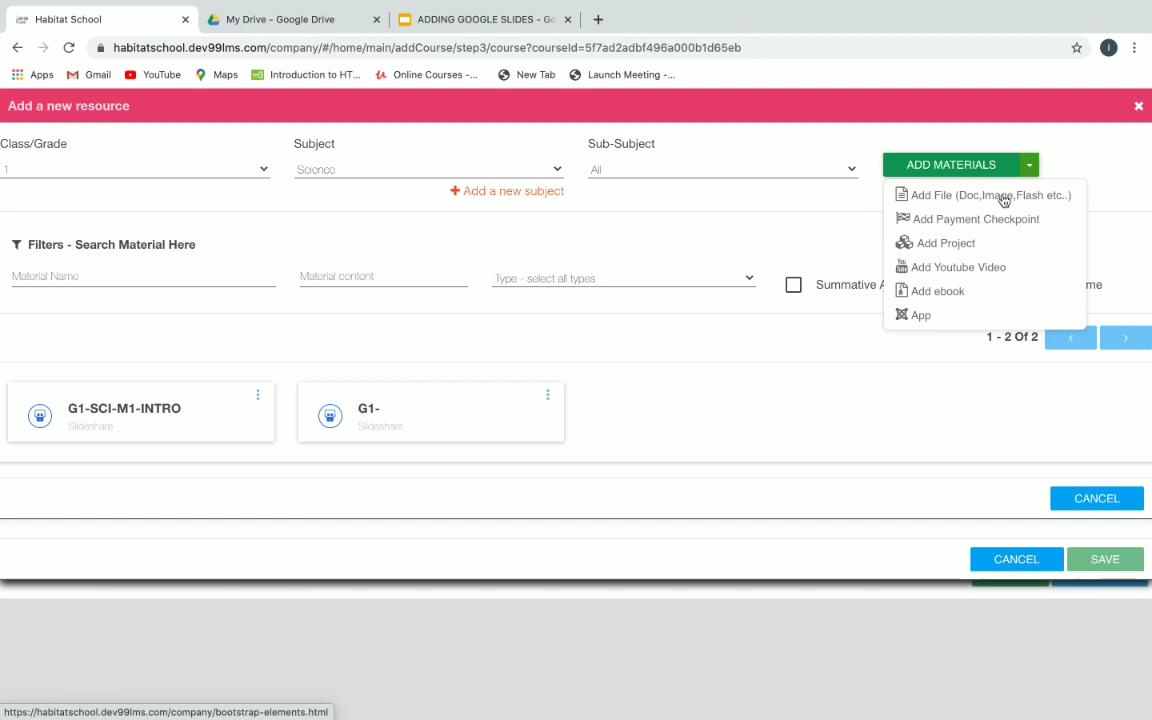 Habitat School
My Drive - Google Drive
ADDING GOOGLE SLIDES - Go
habitatschool.dev99lms.com/company/#/home/main/addCourse/step3/course?courseId=5f7ad2adbf496a000b1d65eb
I
Apps Gmail YouTube Maps Introduction to HT... Online Courses -... New Tab Launch Meeting -...
Add a new resource
Class/Grade Subject Sub-Subject
1 Science All
ADD MATERIALS
+ Add a new subject
Add File (Doc,Image,Flash etc..)
Add Payment Checkpoint
Add Project
Add Youtube Video
Add ebook
App
Filters - Search Material Here
Material Name Material content Type - select all types Summative A me
1 - 2 Of 2
G1-SCI-M1-INTRO
Slideshare
G1-
Slideshare
CANCEL
CANCEL SAVE
https://habitatschool.dev99lms.com/company/bootstrap-elements.html